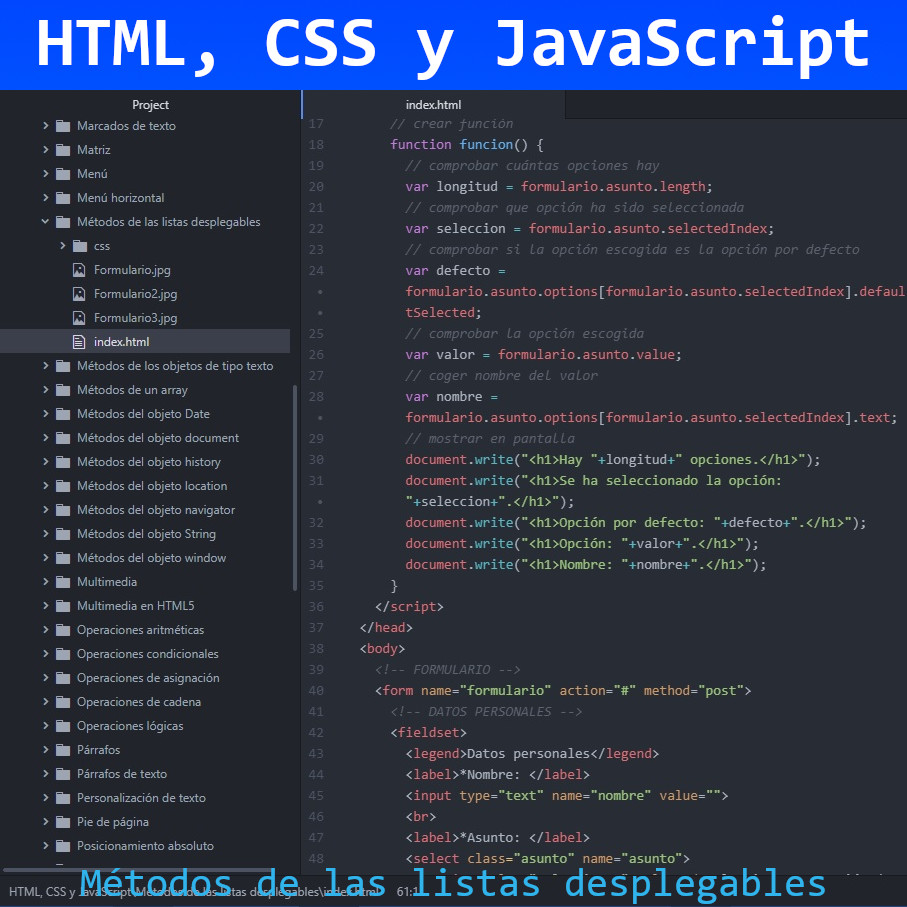 HTML, CSS y JavaScript
Project
Marcados de texto
Matriz
Menú
Menú horizontal
Métodos de las listas desplegables
css
Formulario.jpg
Formulario2.jpg
Formulario3.jpg
index.html
Métodos de los objetos de tipo texto
Métodos de un array
Métodos del objeto Date
Métodos del objeto document
Métodos del objeto history
Métodos del objeto location
Métodos del objeto navigator
Métodos del objeto String
Métodos del objeto window
Multimedia
Multimedia en HTML5
Operaciones aritméticas
Operaciones condicionales
Operaciones de asignación
Operaciones de cadena
Operaciones lógicas
Párrafos
Párrafos de texto
Personalización de texto
Pie de página
Posicionamiento absoluto
index.html
17 // crear función
18 function funcion() {
19 // comprobar cuántas opciones hay
20 var longitud = formulario.asunto.length;
21 // comprobar que opción ha sido seleccionada
22 var seleccion = formulario.asunto.selectedIndex;
23 // comprobar si la opción escogida es la opción por defecto
24 var defecto =
• formulario.asunto.options[formulario.asunto.selectedIndex].defaul
• tSelected;
25 // comprobar la opción escogida
26 var valor = formulario.asunto.value;
27 // coger nombre del valor
28 var nombre =
• formulario.asunto.options[formulario.asunto.selectedIndex].text;
29 // mostrar en pantalla
30 document.write("<h1>Hay "+longitud+" opciones.</h1>");
31 document.write("<h1>Se ha seleccionado la opción:
• "+seleccion+".</h1>");
32 document.write("<h1>Opción por defecto: "+defecto+".</h1>");
33 document.write("<h1>Opción: "+valor+".</h1>");
34 document.write("<h1>Nombre: "+nombre+".</h1>");
35 }
36 </script>
37 </head>
38 <body>
39 <!-- FORMULARIO -->
40 <form name="formulario" action="#" method="post">
41 <!-- DATOS PERSONALES -->
42 <fieldset>
43 <legend>Datos personales</legend>
44 <label>*Nombre: </label>
45 <input type="text" name="nombre" value="">
46 <br>
47 <label>*Asunto: </label>
48 <select class="asunto" name="asunto">
HTML, CSS y JavaScript\Métodos de las listas desplegables\index.html 61:1
Métodos de las listas desplegables